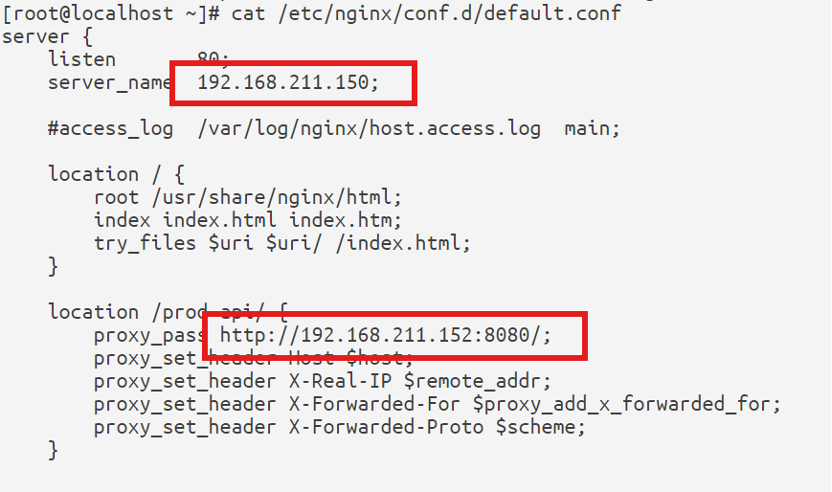 [root@localhost ~]# cat /etc/nginx/conf.d/default.conf
server {
listen 80;
server_name 192.168.211.150;
#access_log /var/log/nginx/host.access.log main;
location / {
root /usr/share/nginx/html;
index index.html index.htm;
try_files $uri $uri/ /index.html;
}
location /prod-api/ {
proxy_pass http://192.168.211.152:8080/;
proxy_set_header Host $host;
proxy_set_header X-Real-IP $remote_addr;
proxy_set_header X-Forwarded-For $proxy_add_x_forwarded_for;
proxy_set_header X-Forwarded-Proto $scheme;
}